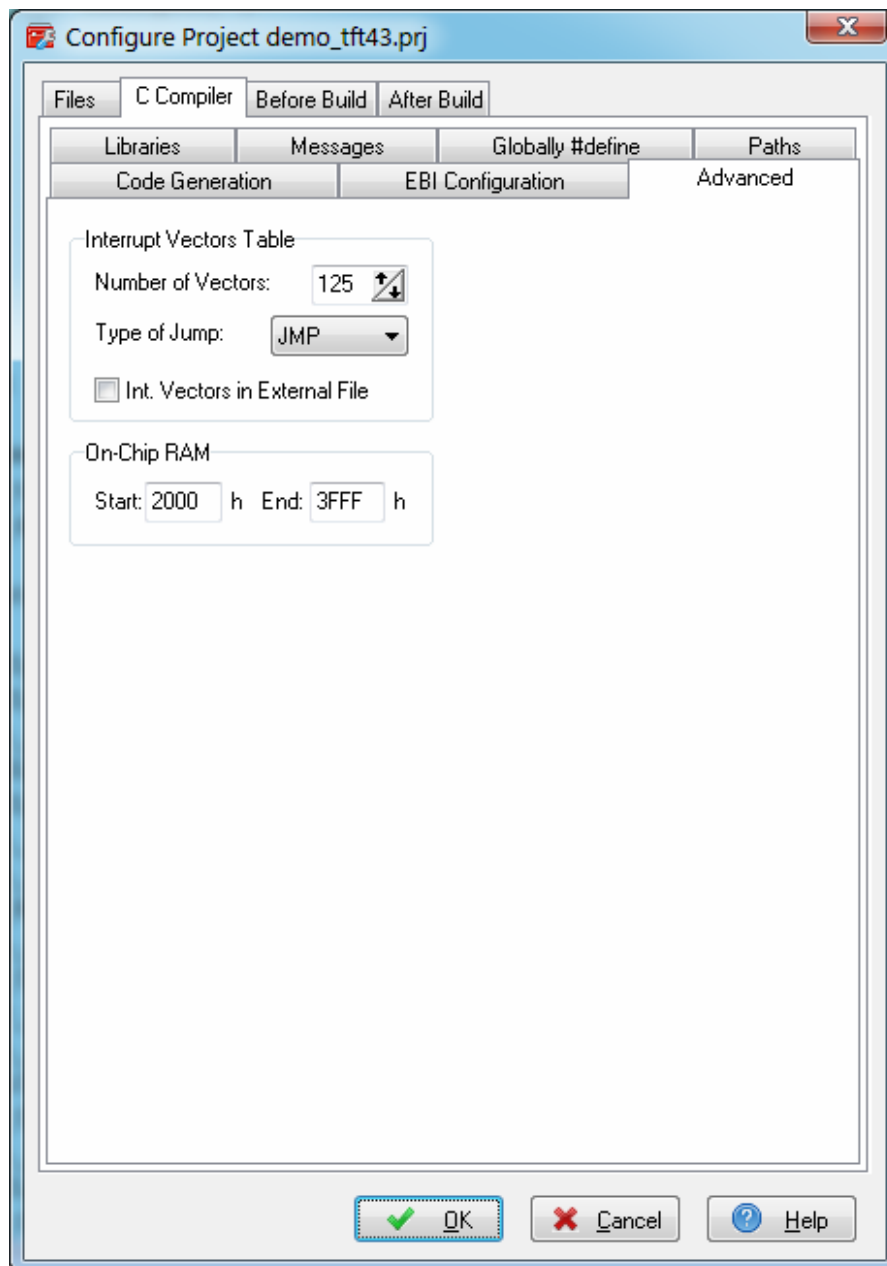 Configure Project demo_tft43.prj
Files C Compiler Before Build After Build
Libraries Messages Globally #define Paths
Code Generation EBI Configuration Advanced
Interrupt Vectors Table
Number of Vectors: 125
Type of Jump: JMP
Int. Vectors in External File
On-Chip RAM
Start: 2000 h End: 3FFF h
OK Cancel Help